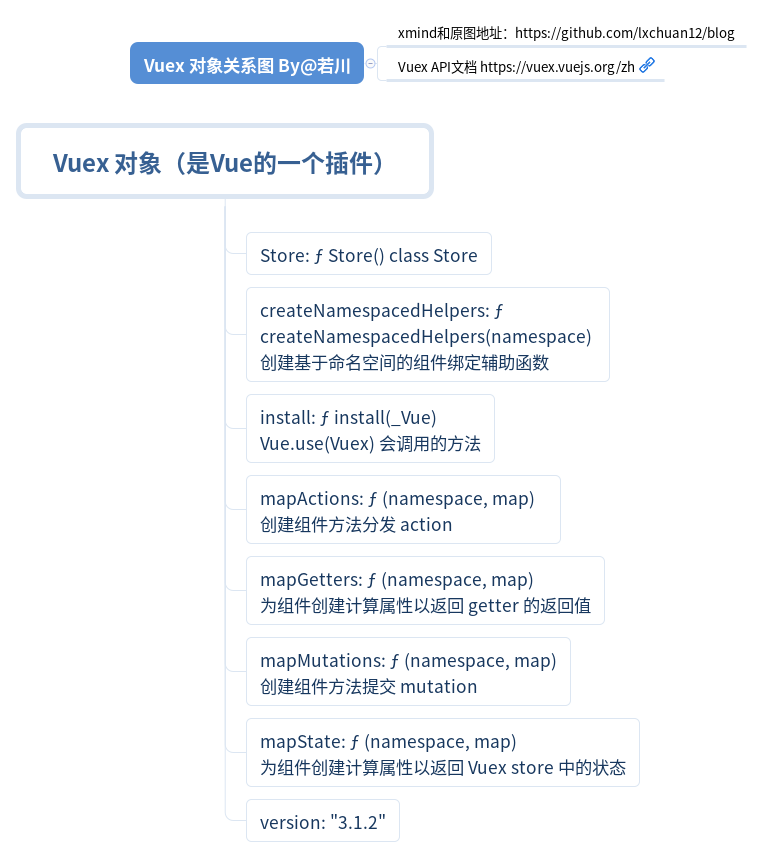 xmind和原图地址：https://github.com/lxchuan12/blog
Vuex 对象关系图 By@若川
Vuex API文档 https://vuex.vuejs.org/zh
Vuex 对象（是Vue的一个插件）
Store: ƒ Store() class Store
createNamespacedHelpers: ƒ
createNamespacedHelpers(namespace)
创建基于命名空间的组件绑定辅助函数
install: ƒ install(_Vue)
Vue.use(Vuex) 会调用的方法
mapActions: ƒ (namespace, map)
创建组件方法分发 action
mapGetters: ƒ (namespace, map)
为组件创建计算属性以返回 getter 的返回值
mapMutations: ƒ (namespace, map)
创建组件方法提交 mutation
mapState: ƒ (namespace, map)
为组件创建计算属性以返回 Vuex store 中的状态
version: "3.1.2"